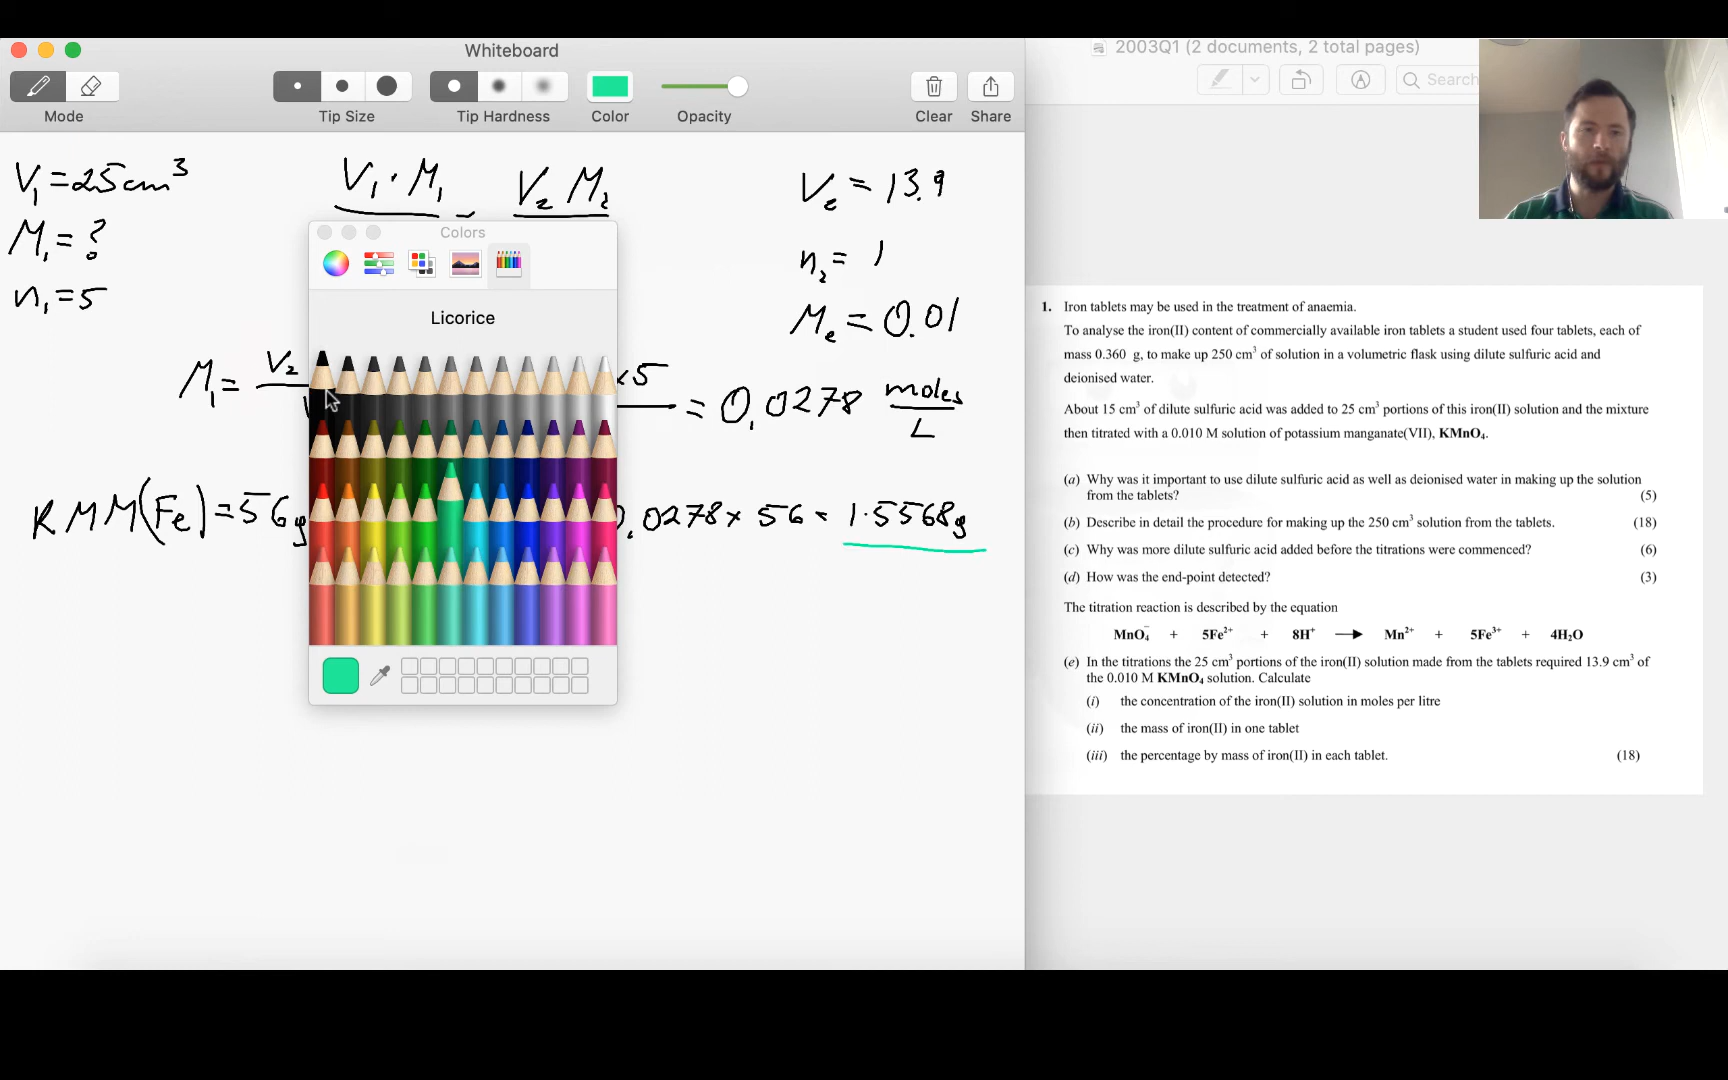 Whiteboard
Mode
Tip Size
Tip Hardness
Color
Opacity
Clear
Share
2003Q1 (2 documents, 2 total pages)
Search
V₁=25cm³
M₁=?
n₁=5
V₁·M₁ = V₂M₂
V₂=13.9
n₂=1
M₂=0.01
M₁= V₂ ×5 = 0.0278 moles/L
RMM(Fe)=56g
0.0278×56=1.5568g
Colors
Licorice
1. Iron tablets may be used in the treatment of anaemia.
To analyse the iron(II) content of commercially available iron tablets a student used four tablets, each of
mass 0.360 g, to make up 250 cm³ of solution in a volumetric flask using dilute sulfuric acid and
deionised water.
About 15 cm³ of dilute sulfuric acid was added to 25 cm³ portions of this iron(II) solution and the mixture
then titrated with a 0.010 M solution of potassium manganate(VII), KMnO₄.
(a) Why was it important to use dilute sulfuric acid as well as deionised water in making up the solution
from the tablets? (5)
(b) Describe in detail the procedure for making up the 250 cm³ solution from the tablets. (18)
(c) Why was more dilute sulfuric acid added before the titrations were commenced? (6)
(d) How was the end-point detected? (3)
The titration reaction is described by the equation
MnO₄⁻ + 5Fe²⁺ + 8H⁺ → Mn²⁺ + 5Fe³⁺ + 4H₂O
(e) In the titrations the 25 cm³ portions of the iron(II) solution made from the tablets required 13.9 cm³ of
the 0.010 M KMnO₄ solution. Calculate
(i) the concentration of the iron(II) solution in moles per litre
(ii) the mass of iron(II) in one tablet
(iii) the percentage by mass of iron(II) in each tablet. (18)